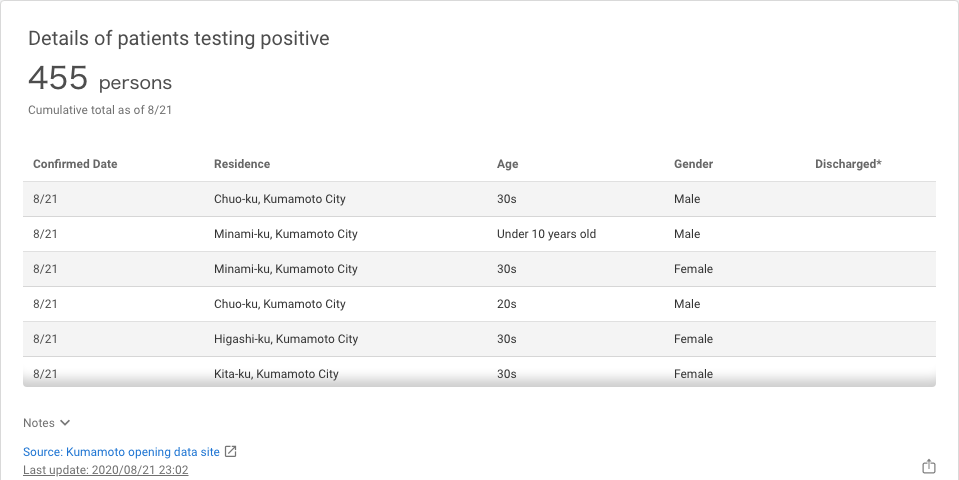 Details of patients testing positive
455 persons
Cumulative total as of 8/21
Confirmed Date Residence Age Gender Discharged*
8/21 Chuo-ku, Kumamoto City 30s Male
8/21 Minami-ku, Kumamoto City Under 10 years old Male
8/21 Minami-ku, Kumamoto City 30s Female
8/21 Chuo-ku, Kumamoto City 20s Male
8/21 Higashi-ku, Kumamoto City 30s Female
8/21 Kita-ku, Kumamoto City 30s Female
Notes
Source: Kumamoto opening data site
Last update: 2020/08/21 23:02